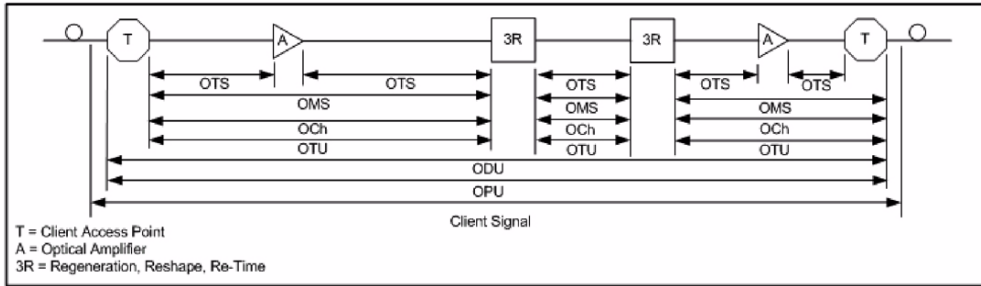 T A 3R 3R A T
OTS OTS OTS OTS OTS
OMS OMS OMS
OCh OCh OCh
OTU OTU OTU
ODU
OPU
Client Signal
T = Client Access Point
A = Optical Amplifier
3R = Regeneration, Reshape, Re-Time